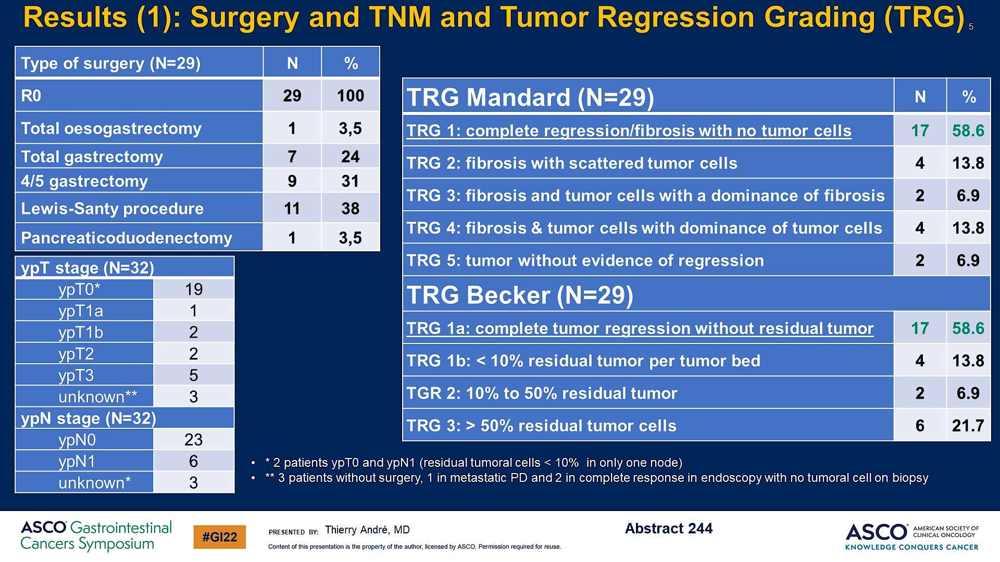 Results (1): Surgery and TNM and Tumor Regression Grading (TRG)
5
Type of surgery (N=29) N %
R0 29 100
Total oesogastrectomy 1 3,5
Total gastrectomy 7 24
4/5 gastrectomy 9 31
Lewis-Santy procedure 11 38
Pancreaticoduodenectomy 1 3,5
ypT stage (N=32)
ypT0* 19
ypT1a 1
ypT1b 2
ypT2 2
ypT3 5
unknown** 3
ypN stage (N=32)
ypN0 23
ypN1 6
unknown* 3
TRG Mandard (N=29) N %
TRG 1: complete regression/fibrosis with no tumor cells 17 58.6
TRG 2: fibrosis with scattered tumor cells 4 13.8
TRG 3: fibrosis and tumor cells with a dominance of fibrosis 2 6.9
TRG 4: fibrosis & tumor cells with dominance of tumor cells 4 13.8
TRG 5: tumor without evidence of regression 2 6.9
TRG Becker (N=29)
TRG 1a: complete tumor regression without residual tumor 17 58.6
TRG 1b: < 10% residual tumor per tumor bed 4 13.8
TGR 2: 10% to 50% residual tumor 2 6.9
TRG 3: > 50% residual tumor cells 6 21.7
• * 2 patients ypT0 and ypN1 (residual tumoral cells < 10% in only one node)
• ** 3 patients without surgery, 1 in metastatic PD and 2 in complete response in endoscopy with no tumoral cell on biopsy
ASCO® Gastrointestinal
Cancers Symposium
#GI22
PRESENTED BY: Thierry André, MD
Content of this presentation is the property of the author, licensed by ASCO. Permission required for reuse.
Abstract 244
ASCO® AMERICAN SOCIETY OF
CLINICAL ONCOLOGY
KNOWLEDGE CONQUERS CANCER